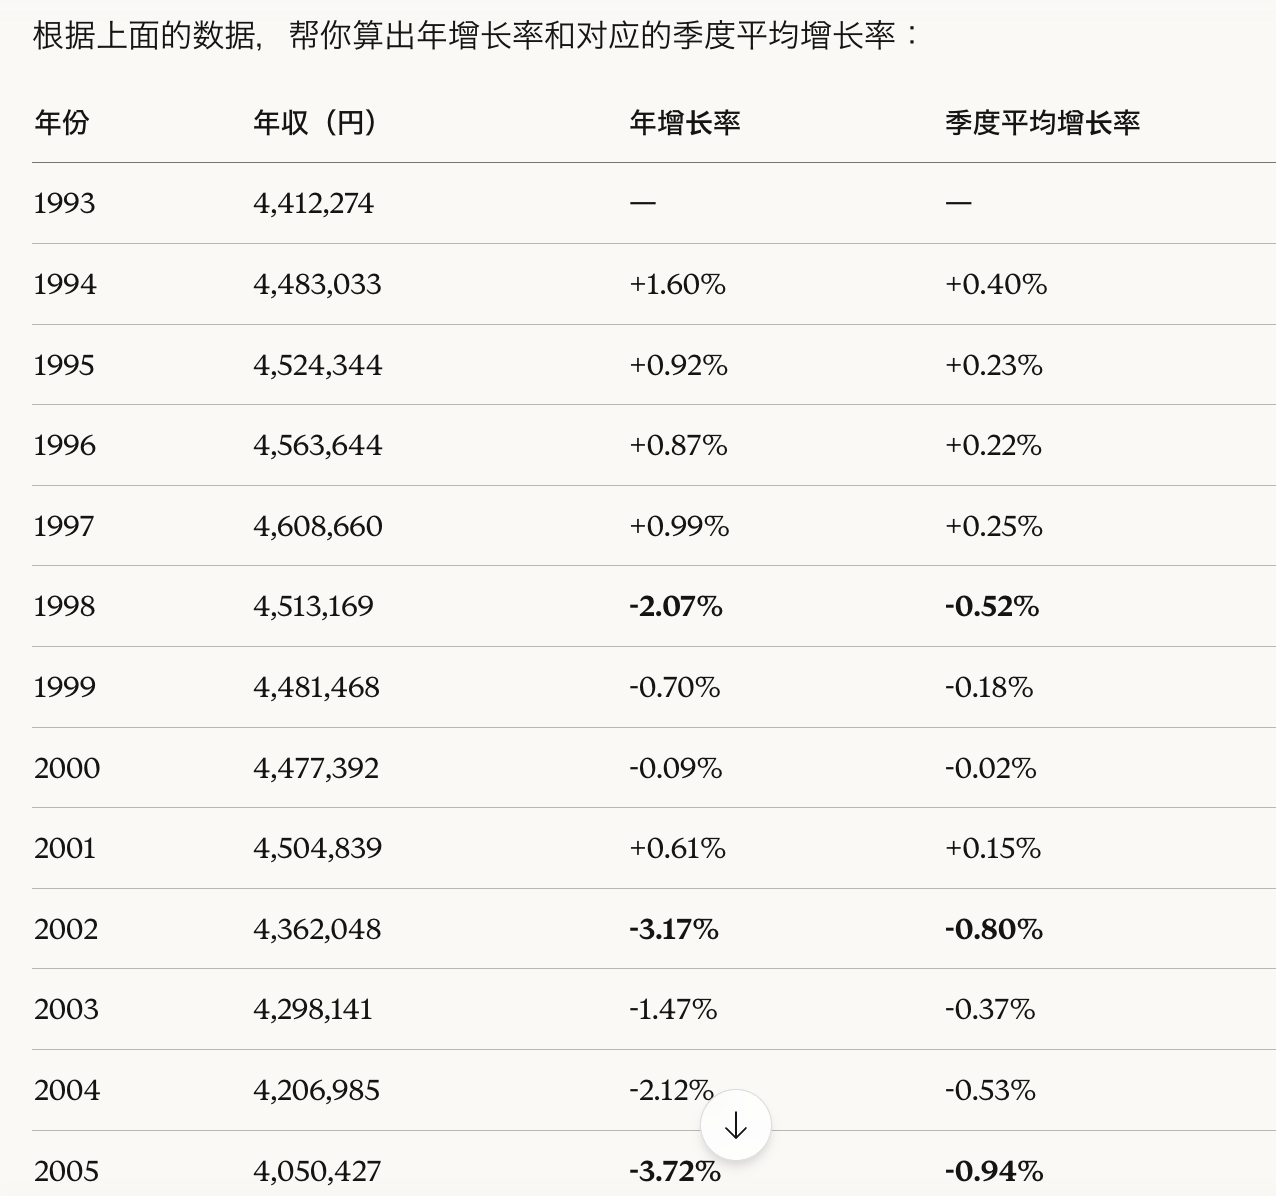 根据上面的数据，帮你算出年增长率和对应的季度平均增长率：
年份 年収（円） 年增长率 季度平均增长率
1993 4,412,274 — —
1994 4,483,033 +1.60% +0.40%
1995 4,524,344 +0.92% +0.23%
1996 4,563,644 +0.87% +0.22%
1997 4,608,660 +0.99% +0.25%
1998 4,513,169 -2.07% -0.52%
1999 4,481,468 -0.70% -0.18%
2000 4,477,392 -0.09% -0.02%
2001 4,504,839 +0.61% +0.15%
2002 4,362,048 -3.17% -0.80%
2003 4,298,141 -1.47% -0.37%
2004 4,206,985 -2.12% -0.53%
2005 4,050,427 -3.72% -0.94%